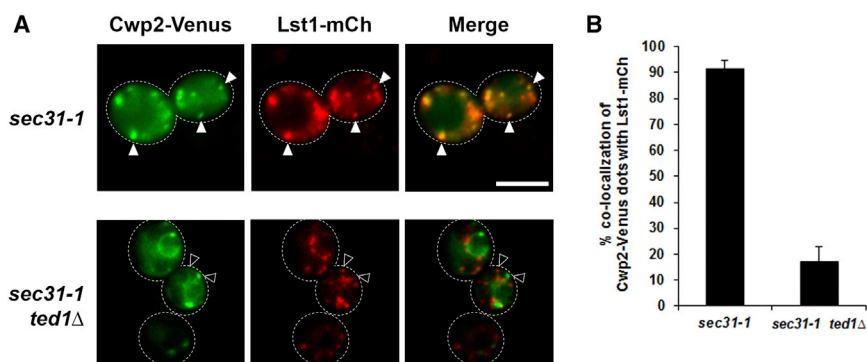 A
Cwp2-Venus
Lst1-mCh
Merge
sec31-1
sec31-1
ted1Δ
B
% co-localization of
Cwp2-Venus dots with Lst1-mCh
100
90
80
70
60
50
40
30
20
10
0
sec31-1
sec31-1 ted1Δ